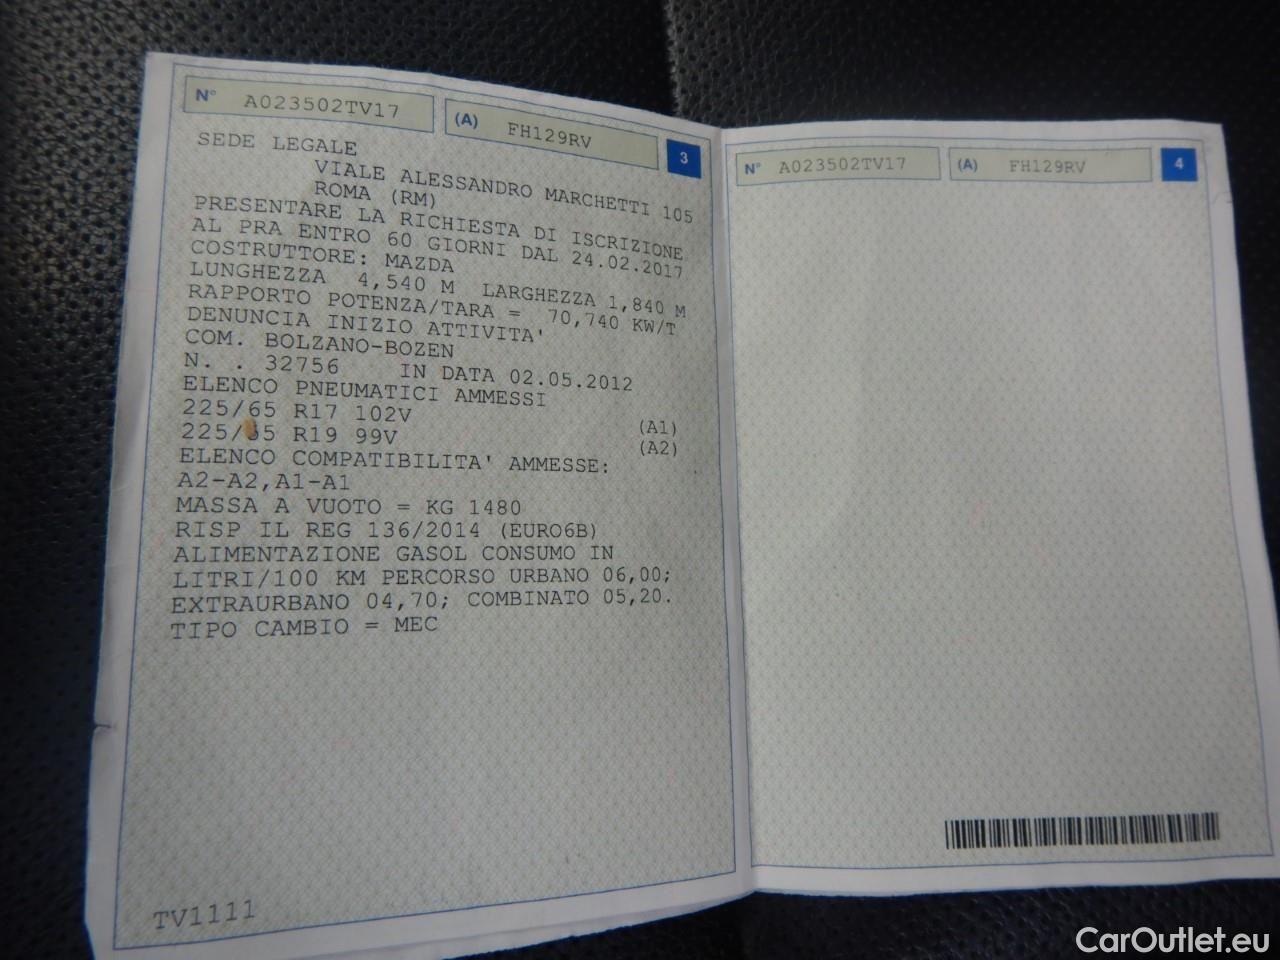 N° A023502TV17
(A) FH129RV
3
SEDE LEGALE
VIALE ALESSANDRO MARCHETTI 105
ROMA (RM)
PRESENTARE LA RICHIESTA DI ISCRIZIONE
AL PRA ENTRO 60 GIORNI DAL 24.02.2017
COSTRUTTORE: MAZDA
LUNGHEZZA 4,540 M LARGHEZZA 1,840 M
RAPPORTO POTENZA/TARA = 70,740 KW/T
DENUNCIA INIZIO ATTIVITA'
COM. BOLZANO-BOZEN
N. . 32756 IN DATA 02.05.2012
ELENCO PNEUMATICI AMMESSI
225/65 R17 102V (A1)
R19 99V (A2)
ELENCO COMPATIBILITA' AMMESSE:
A2-A2,A1-A1
MASSA A VUOTO = KG 1480
RISP IL REG 136/2014 (EURO6B)
ALIMENTAZIONE GASOL CONSUMO IN
LITRI/100 KM PERCORSO URBANO 06,00;
EXTRAURBANO 04,70; COMBINATO 05,20.
TIPO CAMBIO = MEC
TV1111
N° A023502TV17
(A) FH129RV
4
CarOutlet.eu